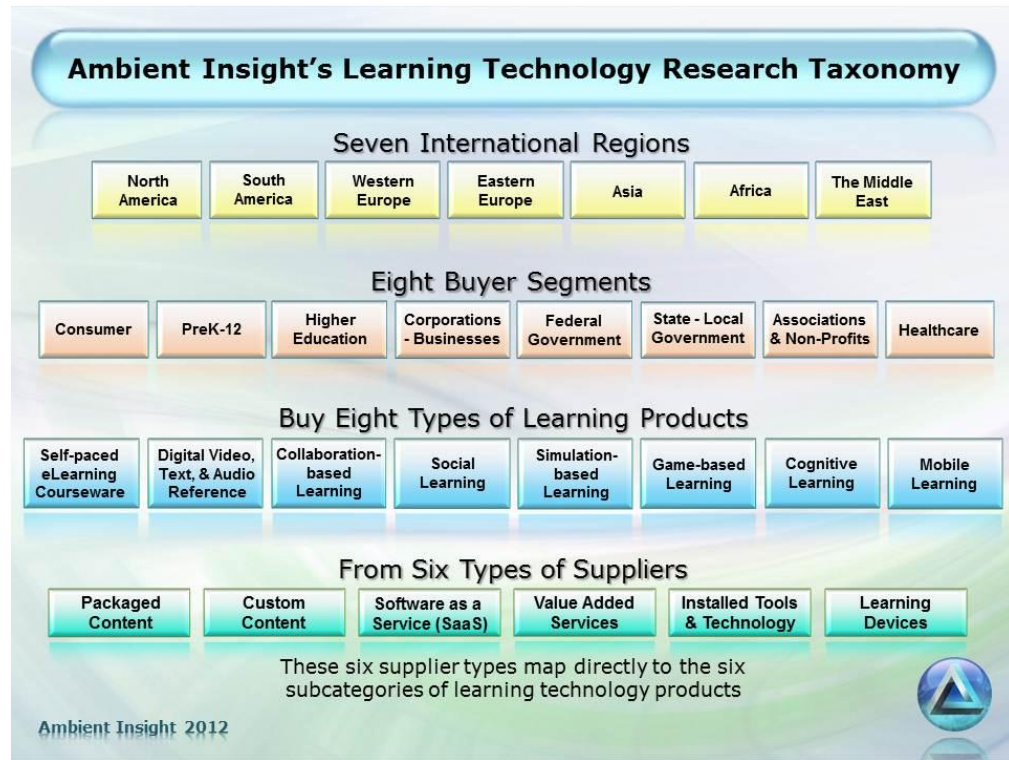 Ambient Insight's Learning Technology Research Taxonomy
Seven International Regions
North
America
South
America
Western
Europe
Eastern
Europe
Asia
Africa
The Middle
East
Eight Buyer Segments
Consumer
PreK-12
Higher
Education
Corporations
- Businesses
Federal
Government
State - Local
Government
Associations
& Non-Profits
Healthcare
Buy Eight Types of Learning Products
Self-paced
eLearning
Courseware
Digital Video,
Text, & Audio
Reference
Collaboration-
based
Learning
Social
Learning
Simulation-
based
Learning
Game-based
Learning
Cognitive
Learning
Mobile
Learning
From Six Types of Suppliers
Packaged
Content
Custom
Content
Software as a
Service (SaaS)
Value Added
Services
Installed Tools
& Technology
Learning
Devices
These six supplier types map directly to the six
subcategories of learning technology products
Ambient Insight 2012